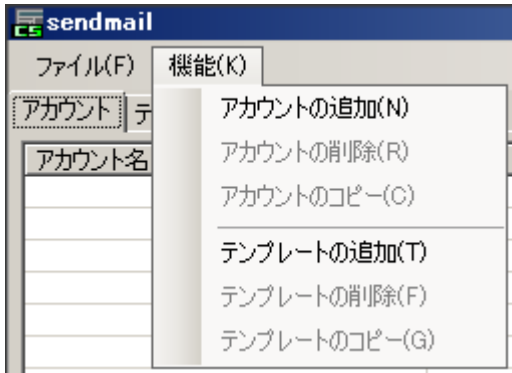 CS sendmail
ファイル(F) 機能(K)
アカウント テ
アカウント名
アカウントの追加(N)
アカウントの削除(R)
アカウントのコピー(C)
テンプレートの追加(T)
テンプレートの削除(F)
テンプレートのコピー(G)